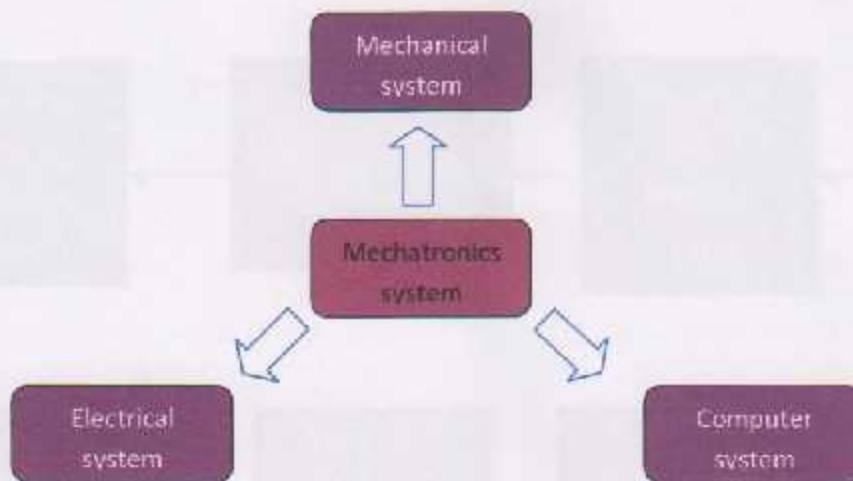 Mechanical
system
Mechatronics
system
Electrical
system
Computer
system